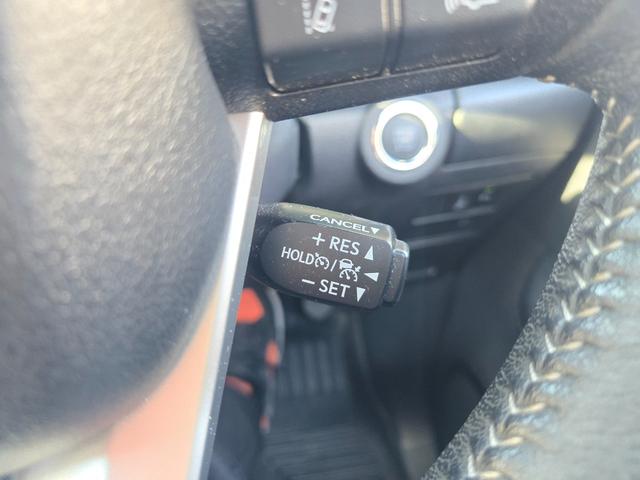 CANCEL▼
+ RES ▲
HOLD / ◀
− SET ▼